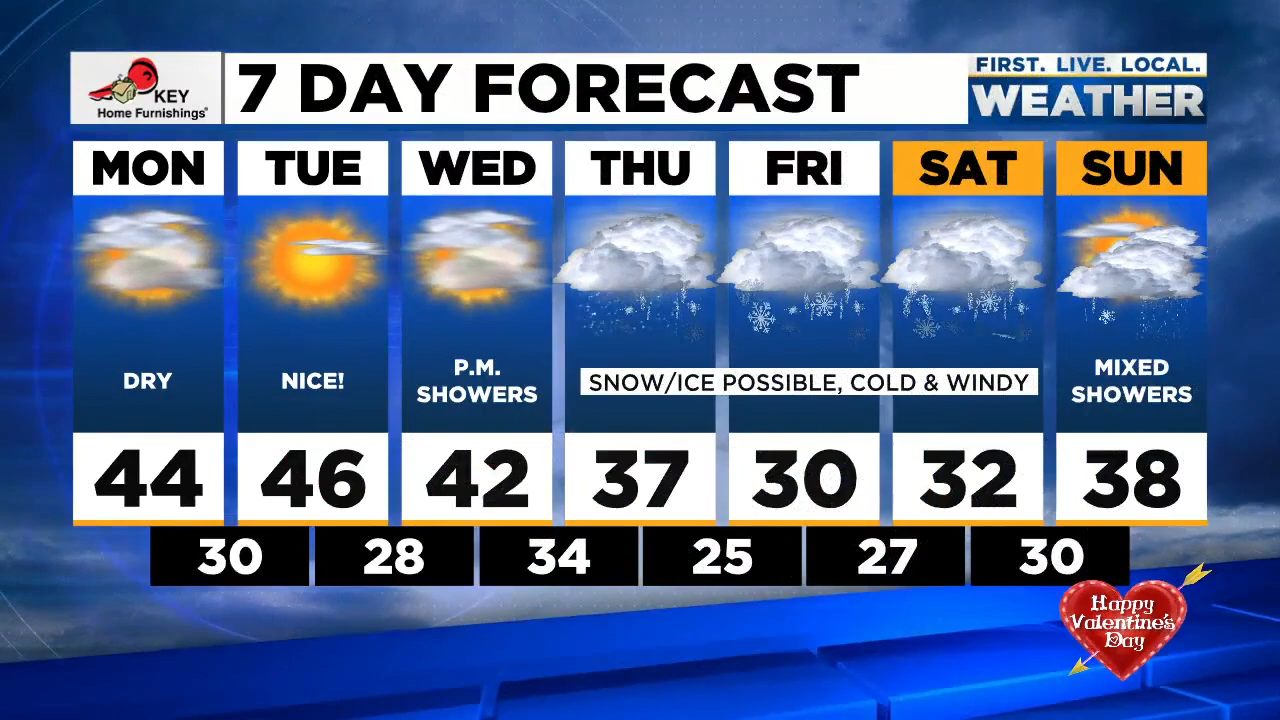 KEY
Home Furnishings®
7 DAY FORECAST
FIRST. LIVE. LOCAL.
WEATHER
MON TUE WED THU FRI SAT SUN
DRY
NICE!
P.M.
SHOWERS
SNOW/ICE POSSIBLE, COLD & WINDY
MIXED
SHOWERS
44 46 42 37 30 32 38
30 28 34 25 27 30
Happy
Valentine's
Day